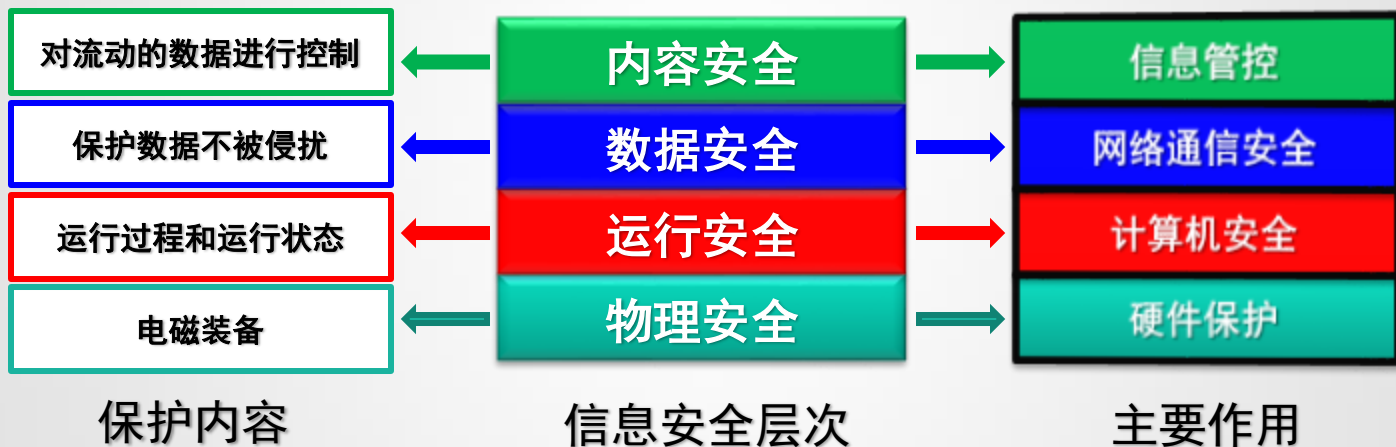 对流动的数据进行控制
内容安全
信息管控
保护数据不被侵扰
数据安全
网络通信安全
运行过程和运行状态
运行安全
计算机安全
电磁装备
物理安全
硬件保护
保护内容
信息安全层次
主要作用